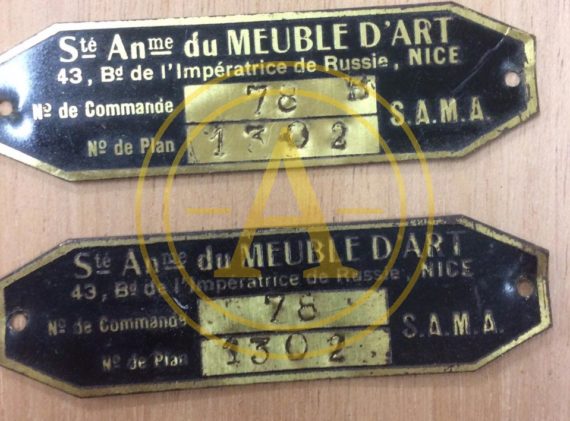 Sté Anme du MEUBLE D'ART
43, Bd de l'Impératrice de Russie, NICE
Nº de Commande 78 B
S.A.M.A.
Nº de Plan 1302
Sté Anme du MEUBLE D'ART
43, Bd de l'Impératrice de Russie, NICE
Nº de Commande 78
S.A.M.A.
Nº de Plan 1302
A